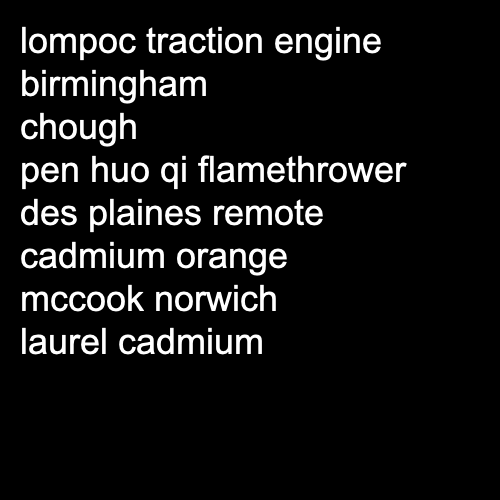 lompoc traction engine
birmingham
chough
pen huo qi flamethrower
des plaines remote
cadmium orange
mccook norwich
laurel cadmium